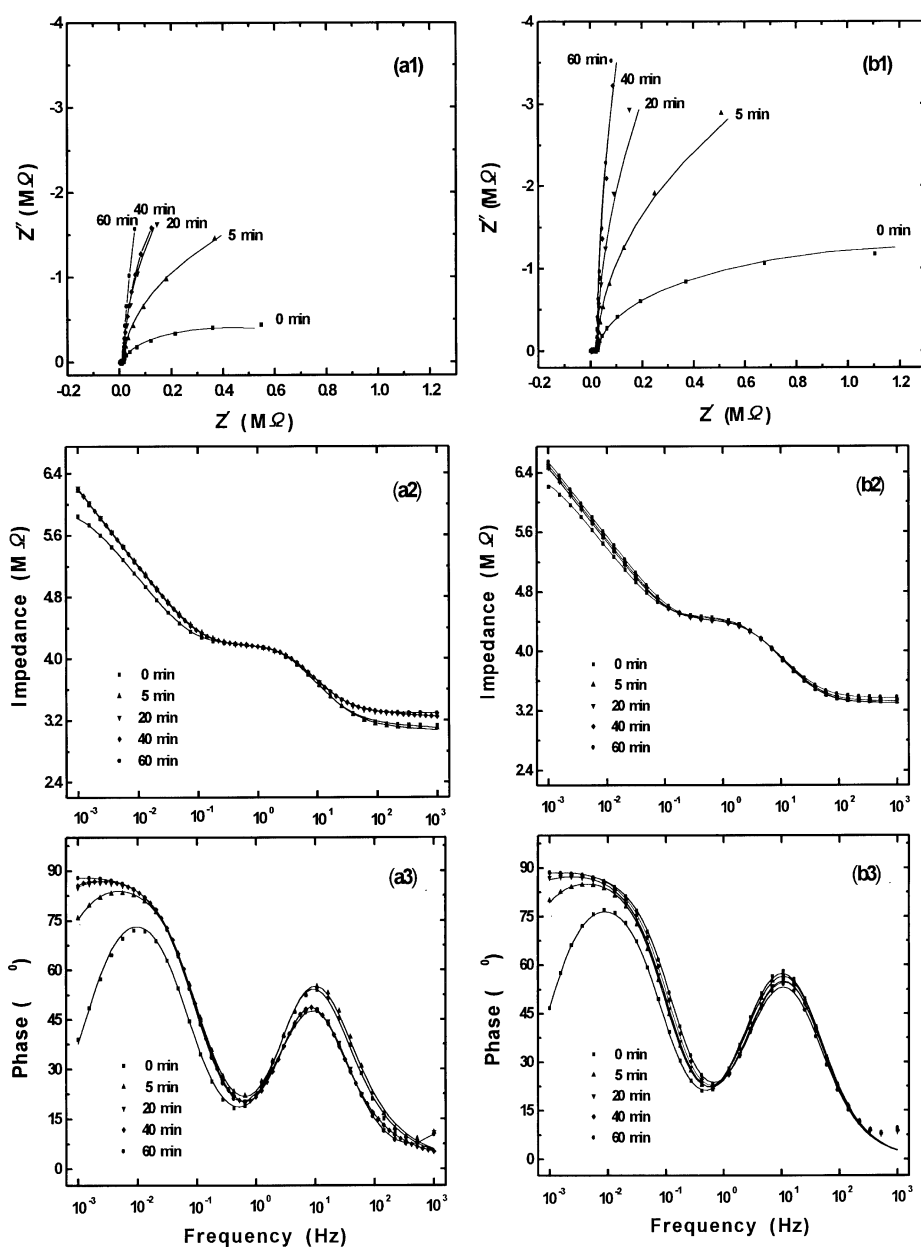 -4
-3
-2
-1
0
Z″ (MΩ)
(a1)
60 min
40 min
20 min
5 min
0 min
-0.2 0.0 0.2 0.4 0.6 0.8 1.0 1.2
Z′ (MΩ)
-4
-3
-2
-1
0
Z″ (MΩ)
(b1)
60 min
40 min
20 min
5 min
0 min
-0.2 0.0 0.2 0.4 0.6 0.8 1.0 1.2
Z′ (MΩ)
6.4
5.6
4.8
4.0
3.2
2.4
Impedance (MΩ)
(a2)
0 min
5 min
20 min
40 min
60 min
10⁻³ 10⁻² 10⁻¹ 10⁰ 10¹ 10² 10³
6.4
5.6
4.8
4.0
3.2
2.4
Impedance (MΩ)
(b2)
0 min
5 min
20 min
40 min
60 min
10⁻³ 10⁻² 10⁻¹ 10⁰ 10¹ 10² 10³
90
75
60
45
30
15
0
Phase ( ⁰)
(a3)
0 min
5 min
20 min
40 min
60 min
10⁻³ 10⁻² 10⁻¹ 10⁰ 10¹ 10² 10³
Frequency (Hz)
90
75
60
45
30
15
0
Phase ( ⁰)
(b3)
0 min
5 min
20 min
40 min
60 min
10⁻³ 10⁻² 10⁻¹ 10⁰ 10¹ 10² 10³
Frequency (Hz)